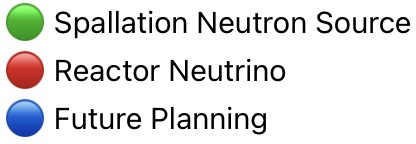 Spallation Neutron Source
Reactor Neutrino
Future Planning